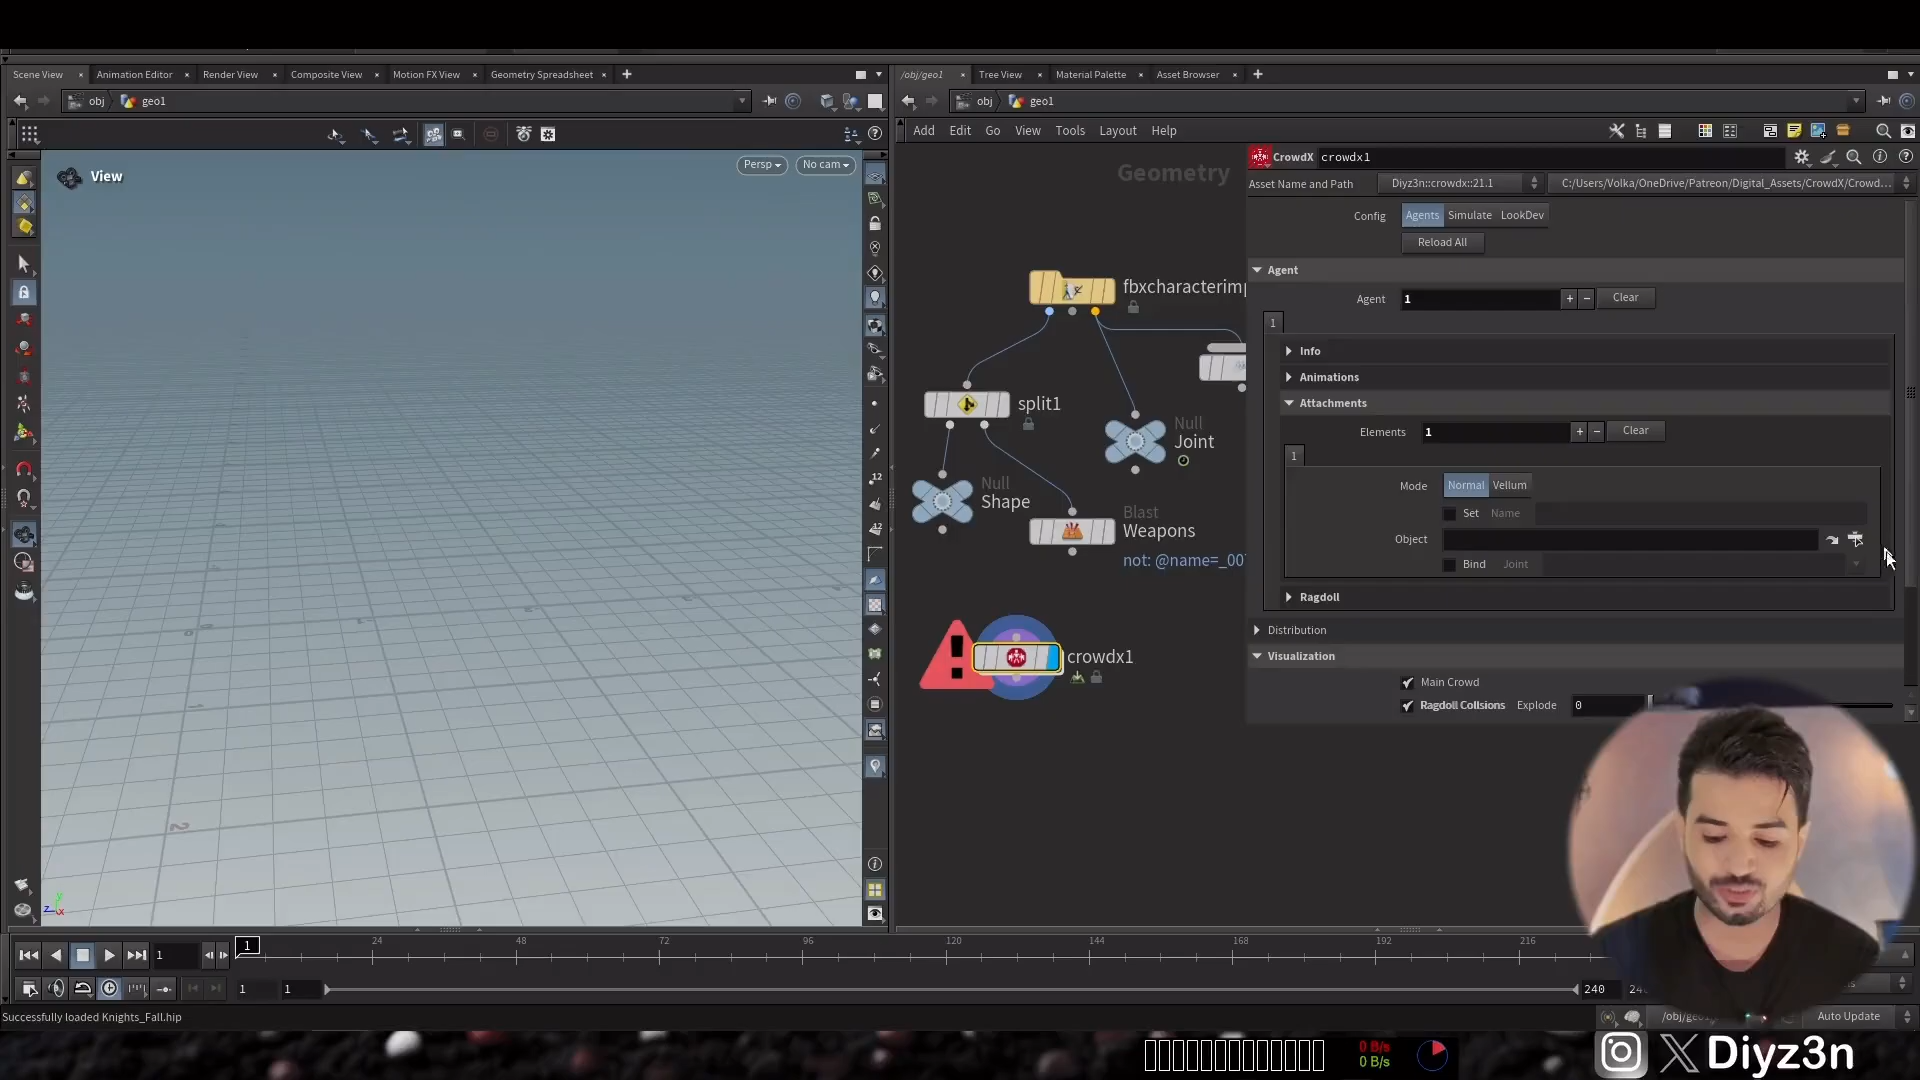 Scene View
Animation Editor
Render View
Composite View
Motion FX View
Geometry Spreadsheet
/obj/geo1
Tree View
Material Palette
Asset Browser
obj
geo1
obj
geo1
Add
Edit
Go
View
Tools
Layout
Help
View
Persp
No cam
Geometry
CrowdX
crowdx1
Asset Name and Path
Diyz3n::crowdx::21.1
C:/Users/Volka/OneDrive/Patreon/Digital_Assets/CrowdX/Crowd...
Config
Agents
Simulate
LookDev
Reload All
Agent
Agent
1
Clear
1
Info
Animations
Attachments
Elements
1
Clear
1
Mode
Normal
Vellum
Set
Name
Object
Bind
Joint
Ragdoll
Distribution
Visualization
Main Crowd
Ragdoll Collsions
Explode
0
fbxcharacterimp
split1
Null
Joint
Null
Shape
Blast
Weapons
not: @name=_00
crowdx1
1
1
24
48
72
96
120
144
168
192
216
1
1
240
Successfully loaded Knights_Fall.hip
Auto Update
0 B/s
0 B/s
Diyz3n